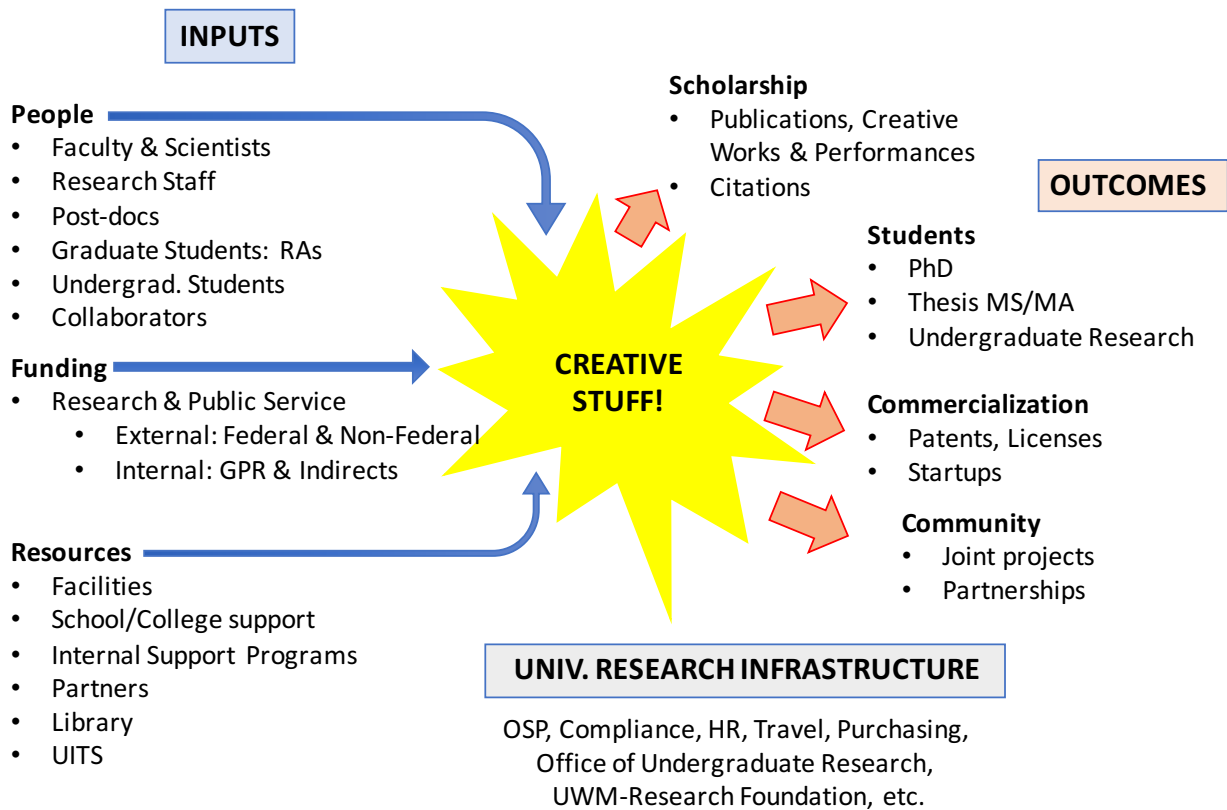 INPUTS
People
• Faculty & Scientists
• Research Staff
• Post-docs
• Graduate Students: RAs
• Undergrad. Students
• Collaborators
Funding
• Research & Public Service
• External: Federal & Non-Federal
• Internal: GPR & Indirects
Resources
• Facilities
• School/College support
• Internal Support Programs
• Partners
• Library
• UITS
CREATIVE
STUFF!
Scholarship
• Publications, Creative
Works & Performances
• Citations
OUTCOMES
Students
• PhD
• Thesis MS/MA
• Undergraduate Research
Commercialization
• Patents, Licenses
• Startups
Community
• Joint projects
• Partnerships
UNIV. RESEARCH INFRASTRUCTURE
OSP, Compliance, HR, Travel, Purchasing,
Office of Undergraduate Research,
UWM-Research Foundation, etc.